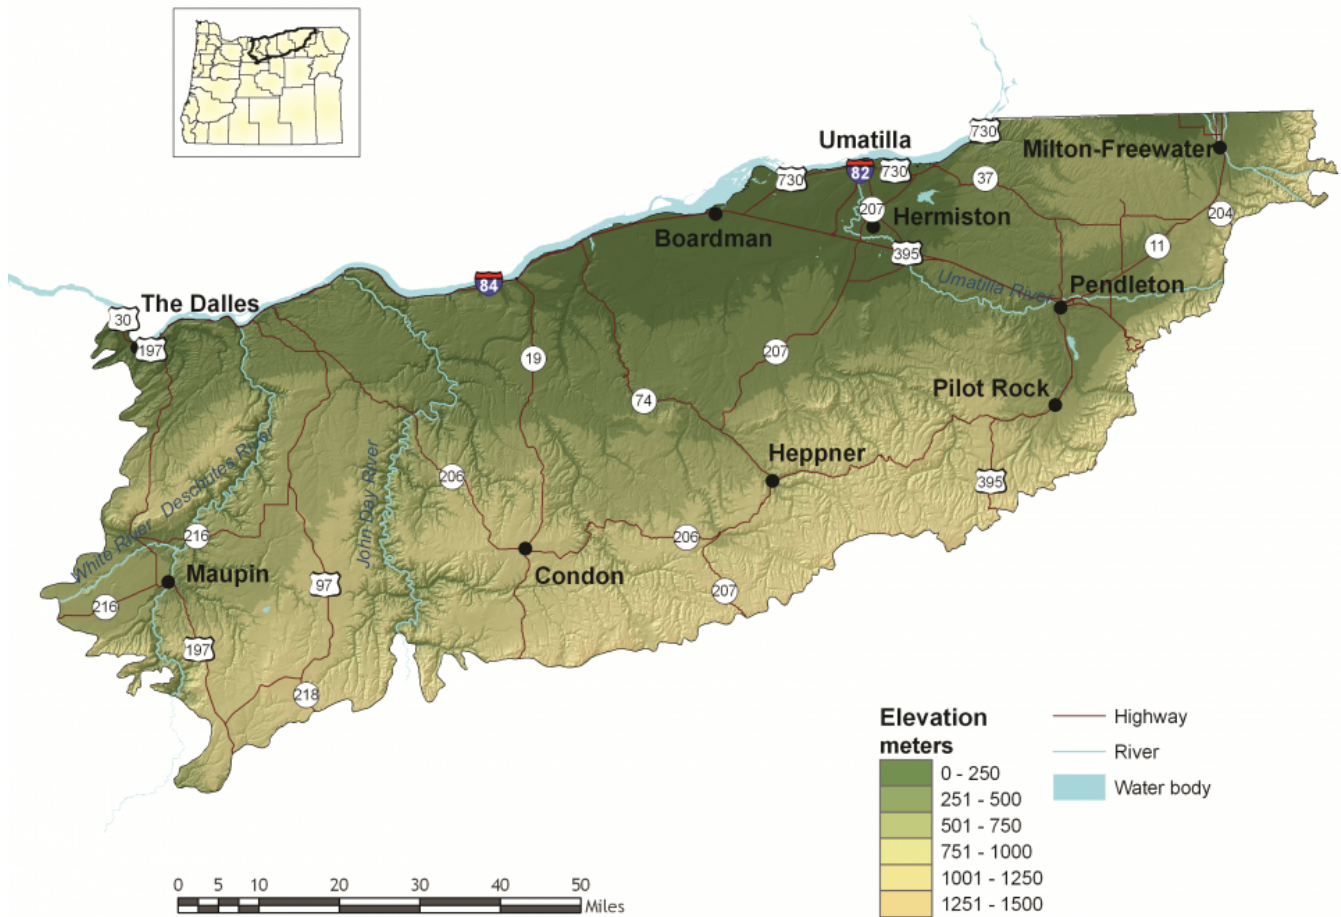 Umatilla
730
Milton-Freewater
730
82
730
37
207
Hermiston
204
Boardman
395
11
84
Umatilla River
Pendleton
The Dalles
30
197
19
207
74
Pilot Rock
Deschutes River
John Day River
206
Heppner
395
White River
216
206
Maupin
97
Condon
207
216
197
218
Elevation
meters
0 - 250
251 - 500
501 - 750
751 - 1000
1001 - 1250
1251 - 1500
Highway
River
Water body
0 5 10 20 30 40 50
Miles